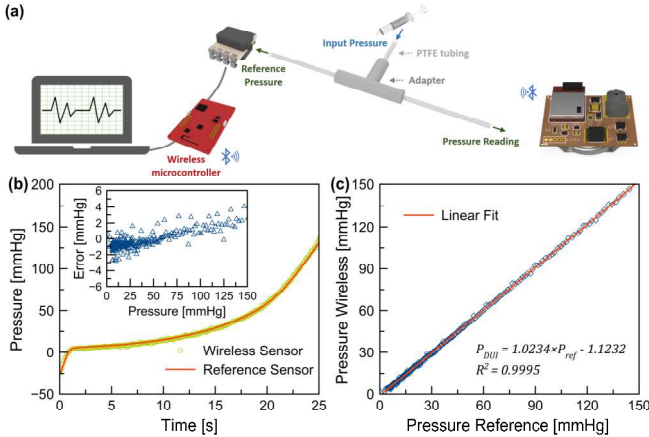 (a)
Input Pressure
PTFE tubing
Adapter
Reference
Pressure
Pressure Reading
Wireless
microcontroller
(b)
Pressure [mmHg]
200
150
100
50
0
−50
Error [mmHg]
6
4
2
0
−2
−4
−6
0 25 50 75 100 125 150
Pressure [mmHg]
Wireless Sensor
Reference Sensor
0 5 10 15 20 25
Time [s]
(c)
Pressure Wireless [mmHg]
150
120
90
60
30
0
Linear Fit
P_DUI = 1.0234×P_ref - 1.1232
R² = 0.9995
0 30 60 90 120 150
Pressure Reference [mmHg]